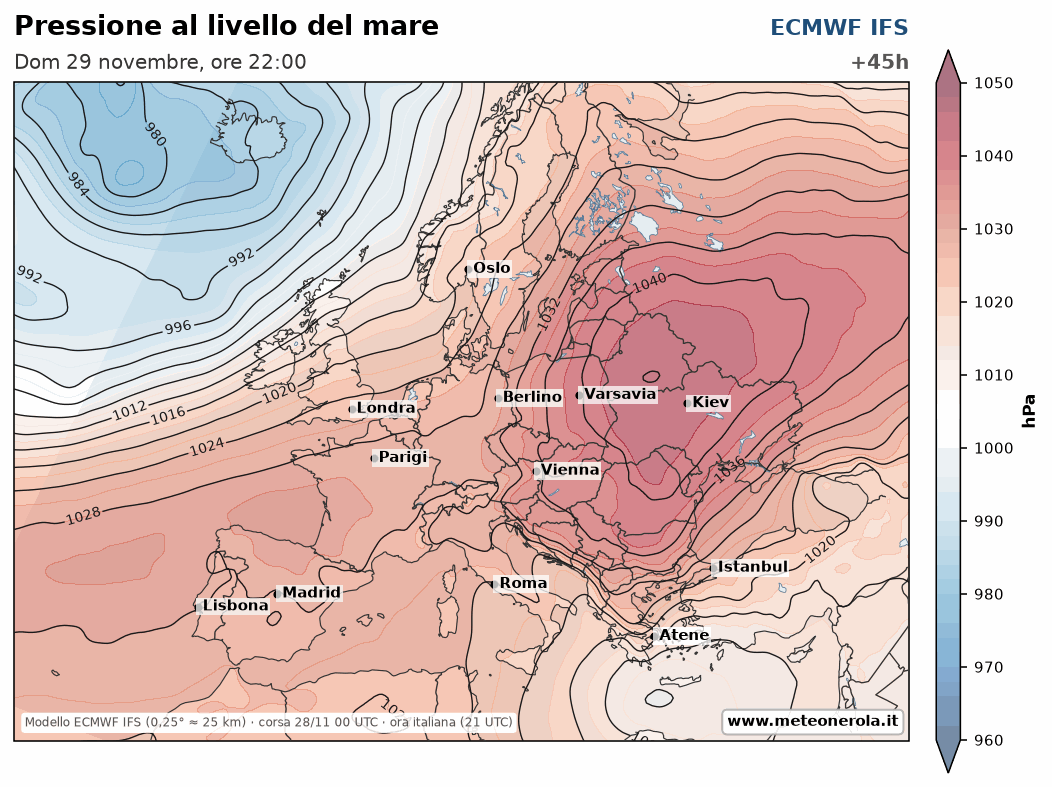 Pressione al livello del mare
ECMWF IFS
Dom 29 novembre, ore 22:00
+45h
1050
1040
1030
1020
1010
1000
990
980
970
960
hPa
980
984
992
992
996
1012
1016
1020
1024
1028
1032
1040
1036
1020
Oslo
Londra
Berlino
Varsavia
Kiev
Parigi
Vienna
Istanbul
Madrid
Roma
Lisbona
Atene
Modello ECMWF IFS (0,25° ≈ 25 km) · corsa 28/11 00 UTC · ora italiana (21 UTC)
www.meteonerola.it